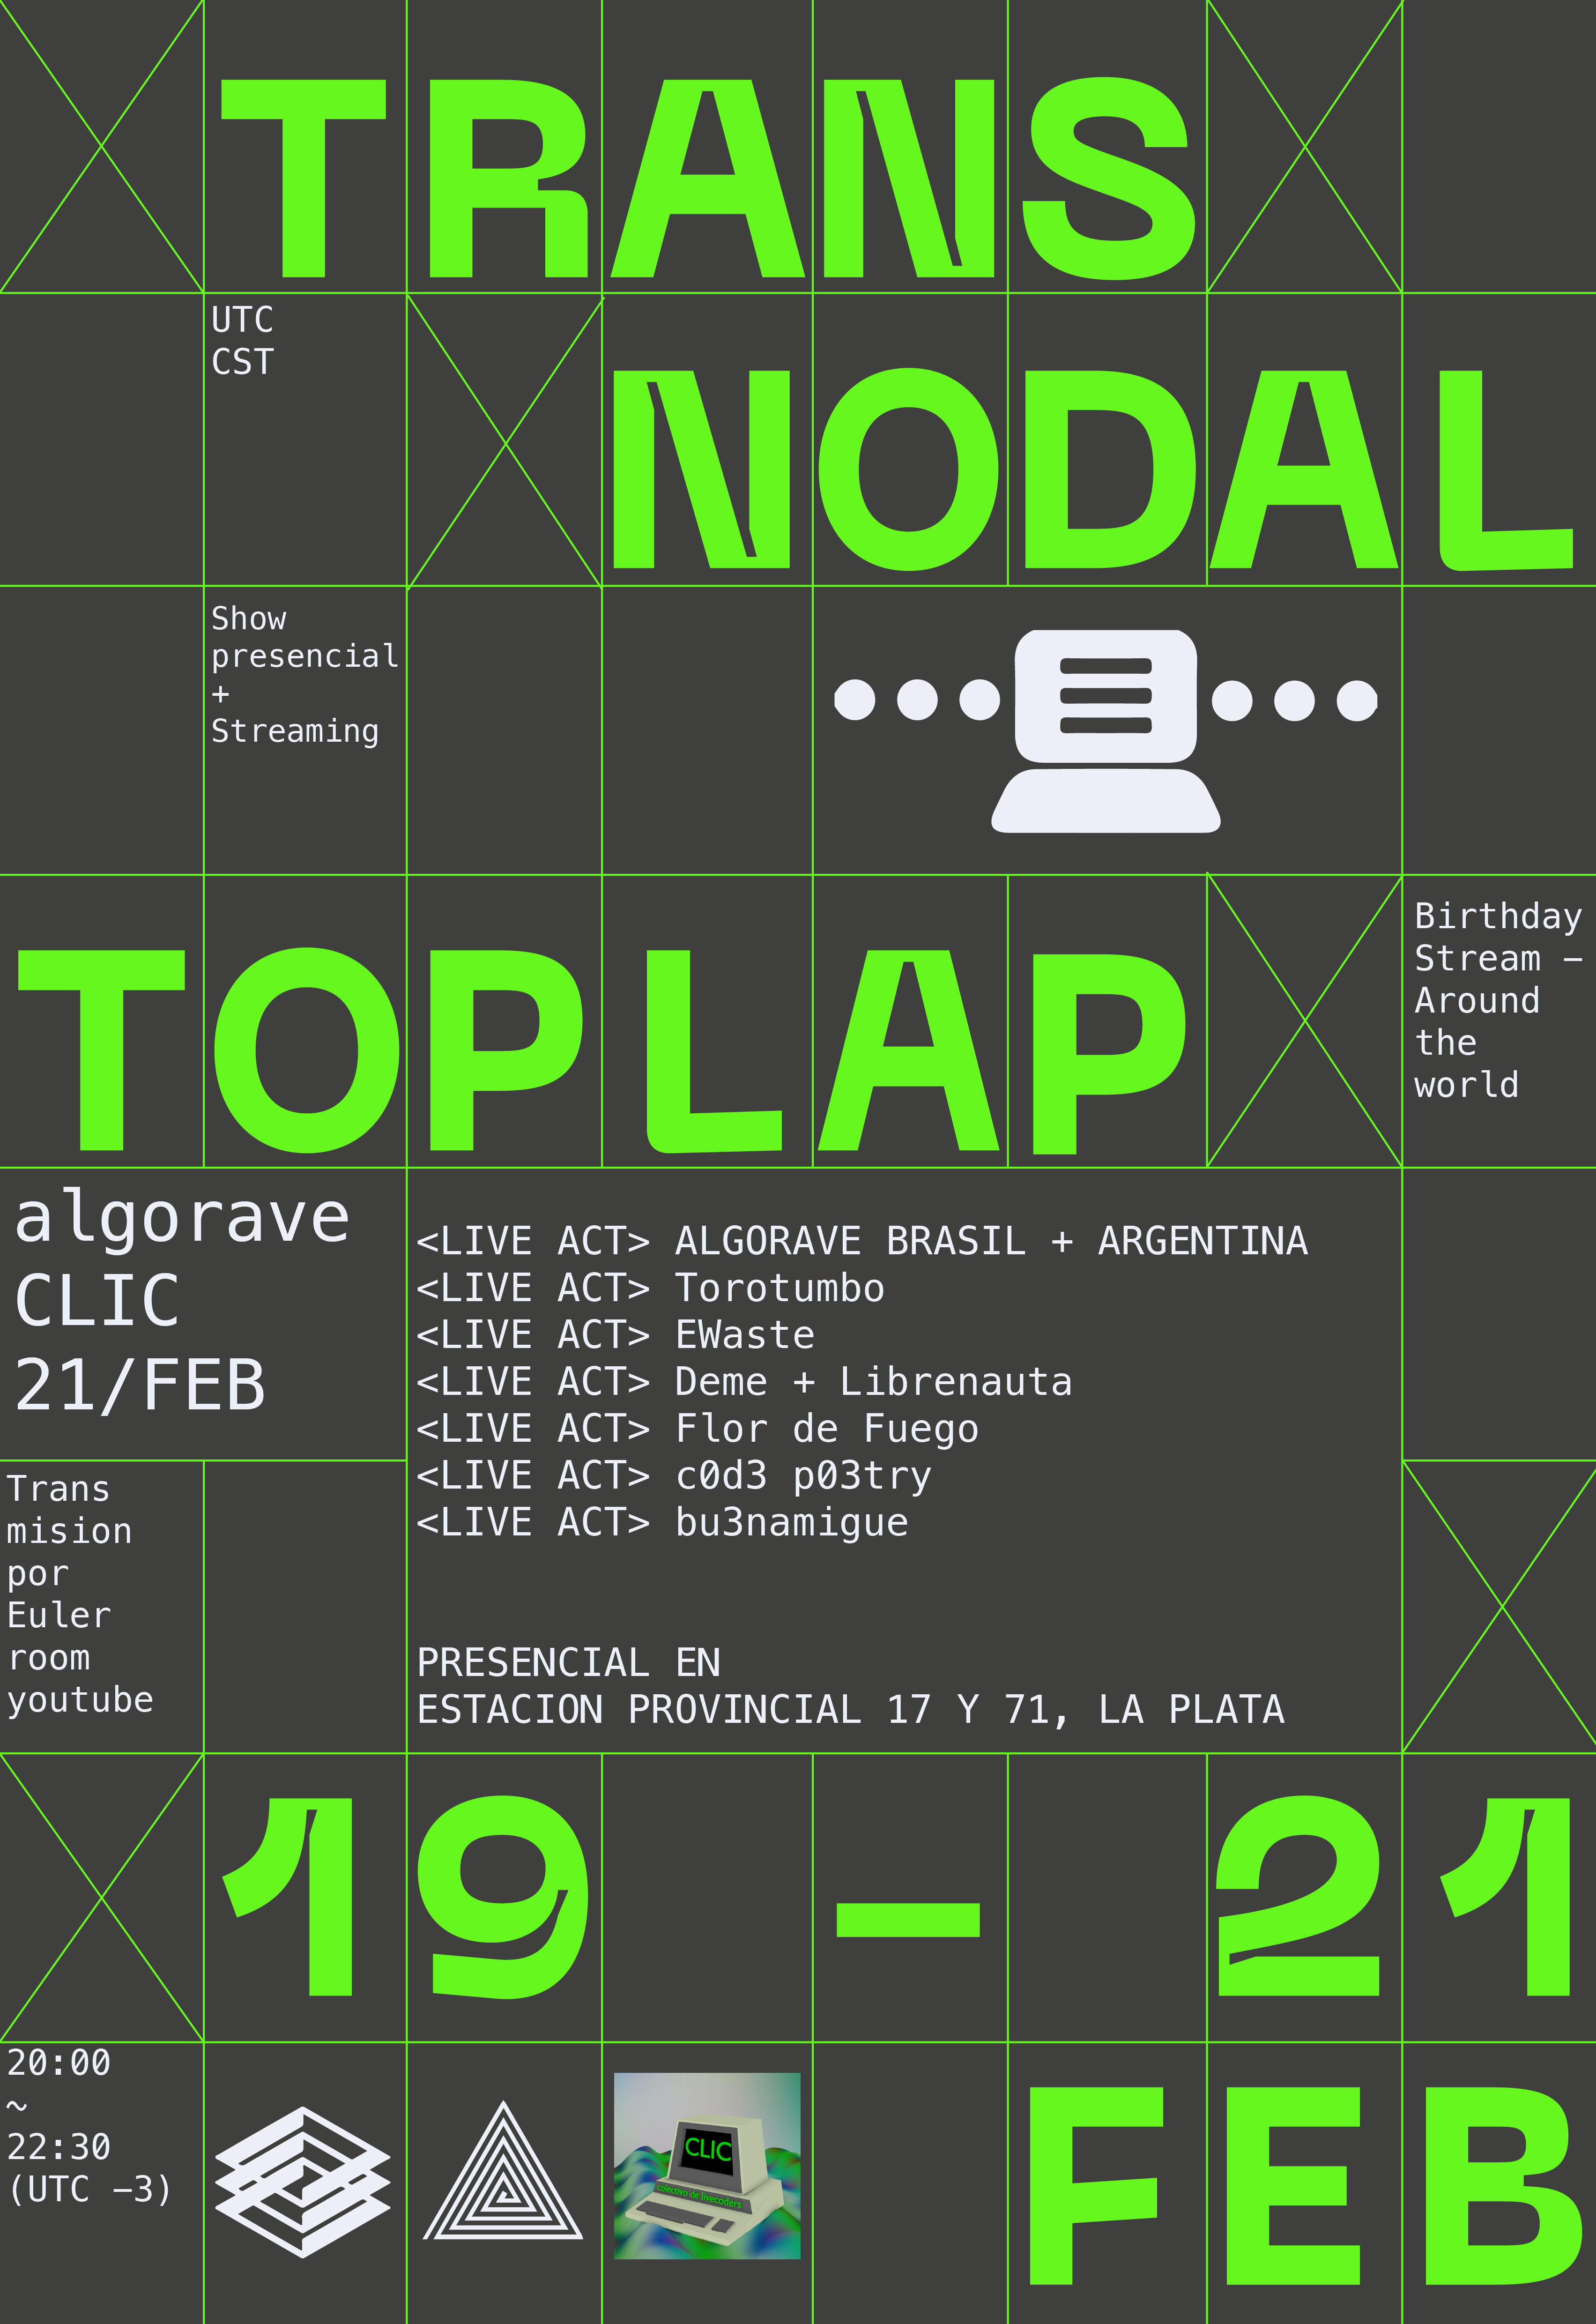 TRANS
UTC
CST
NODAL
Show
presencial
+
Streaming
TOPLAP
Birthday
Stream –
Around
the
world
algorave
CLIC
21/FEB
<LIVE ACT> ALGORAVE BRASIL + ARGENTINA
<LIVE ACT> Torotumbo
<LIVE ACT> EWaste
<LIVE ACT> Deme + Librenauta
<LIVE ACT> Flor de Fuego
<LIVE ACT> c0d3 p03try
<LIVE ACT> bu3namigue
Trans
mision
por
Euler
room
youtube
PRESENCIAL EN
ESTACION PROVINCIAL 17 Y 71, LA PLATA
19 – 21
20:00
~
22:30
(UTC –3)
CLIC
colectivo de livecoders
FEB